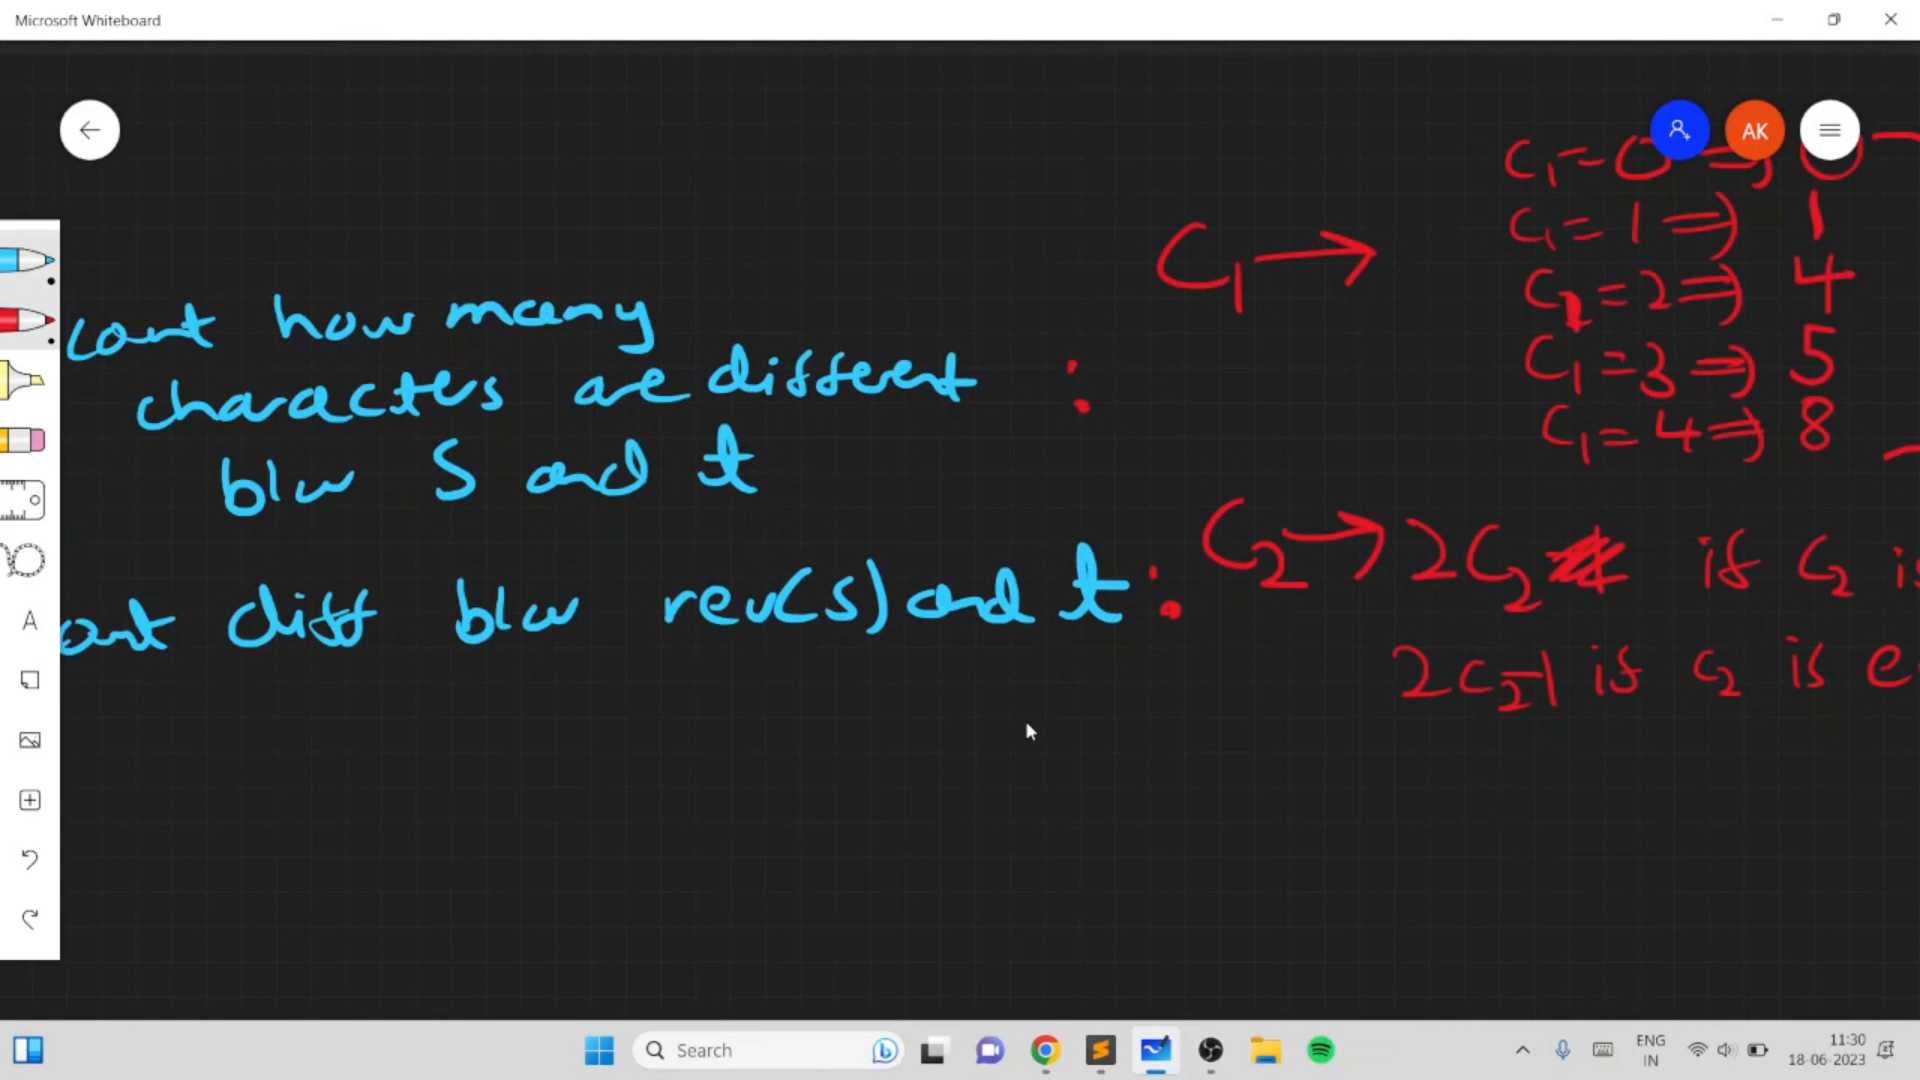 Microsoft Whiteboard
AK
C1 = 0 => 0
C1 = 1 => 1
C1 →
C1 = 2 => 4
count how many
C1 = 3 => 5
characters are different :
C1 = 4 => 8
b/w S and t
C2 → 2C2 if C2 is
diff b/w rev(s) and t :
2C2-1 if C2 is e
A
Search
ENG
IN
11:30
18-06-2023